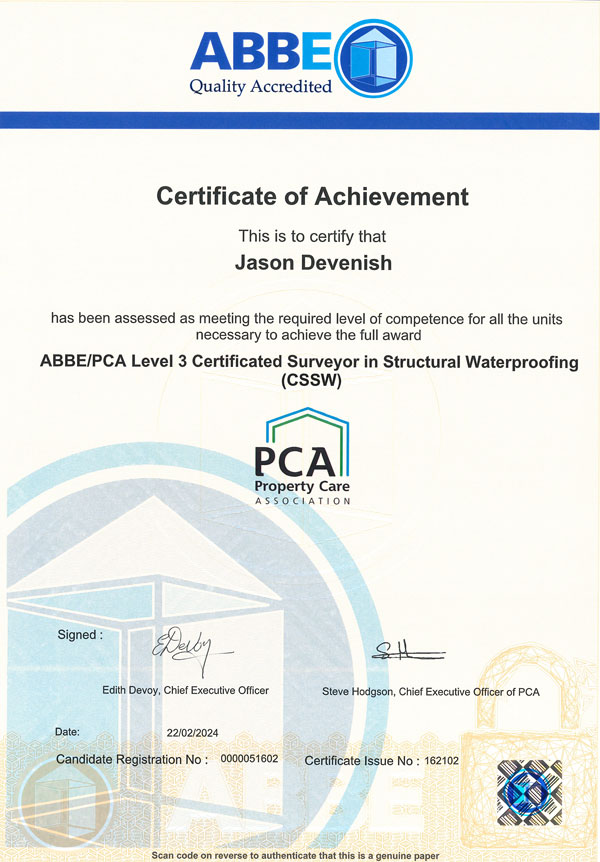 ABBE
Quality Accredited
Certificate of Achievement
This is to certify that
Jason Devenish
has been assessed as meeting the required level of competence for all the units
necessary to achieve the full award
ABBE/PCA Level 3 Certificated Surveyor in Structural Waterproofing
(CSSW)
PCA
Property Care
ASSOCIATION
Signed :
EDevoy
SH
Edith Devoy, Chief Executive Officer
Steve Hodgson, Chief Executive Officer of PCA
Date: 22/02/2024
Candidate Registration No : 0000051602 Certificate Issue No : 162102
ABBE
Scan code on reverse to authenticate that this is a genuine paper